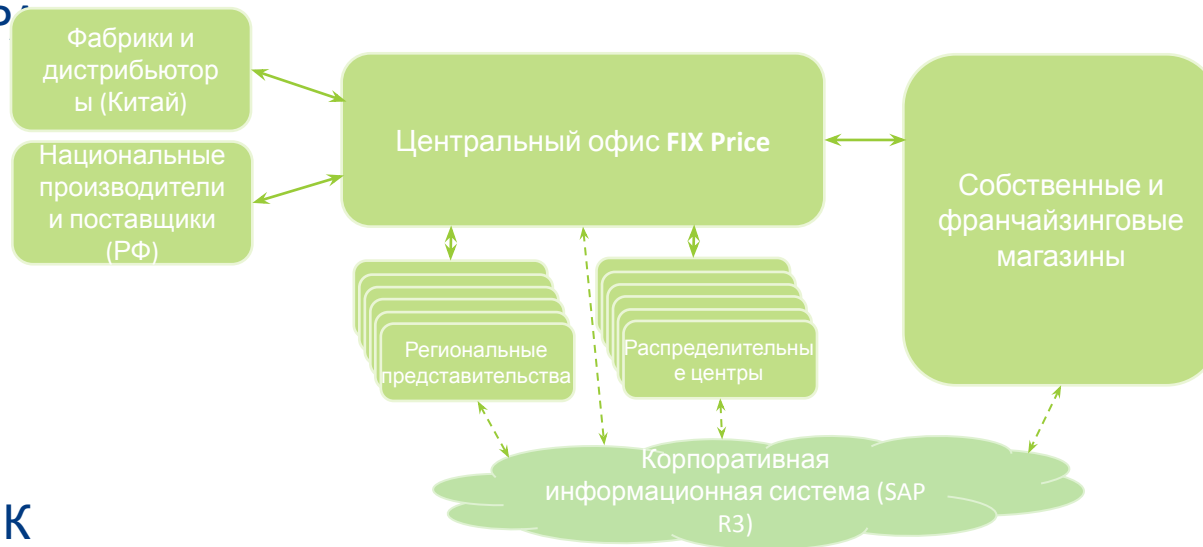 Фабрики и
дистрибьютор
ы (Китай)
Национальные
производители
и поставщики
(РФ)
Центральный офис FIX Price
Собственные и
франчайзинговые
магазины
Региональные
представительства
Распределительны
е центры
Корпоративная
информационная система (SAP
R3)
К